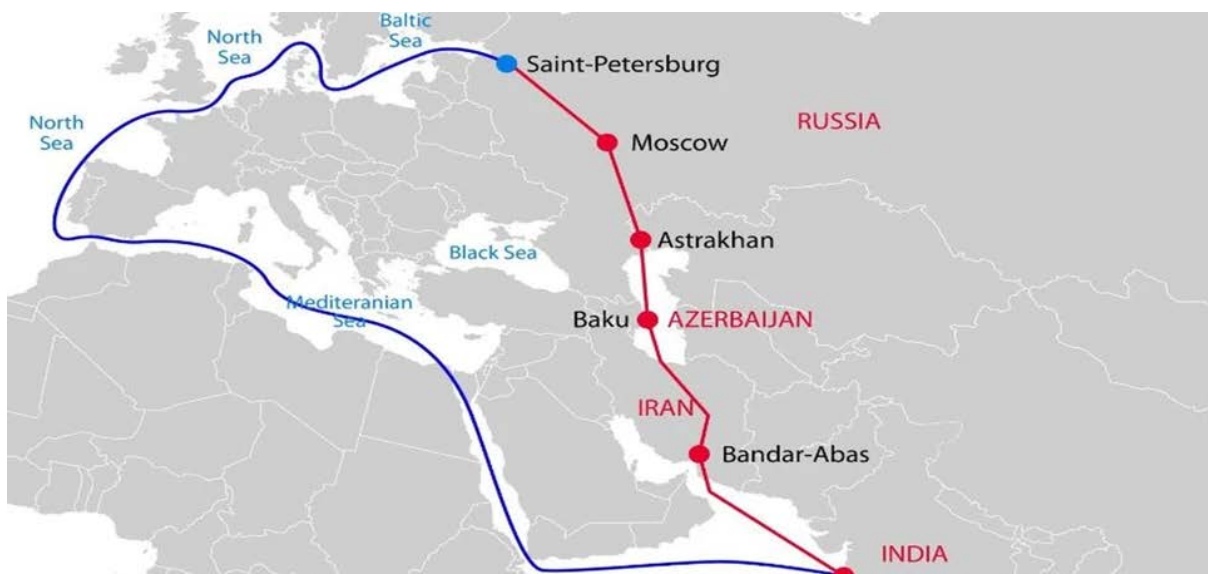 Baltic
Sea
North
Sea
Saint-Petersburg
North
Sea
RUSSIA
Moscow
Astrakhan
Black Sea
Mediteranian
Sea
Baku
AZERBAIJAN
IRAN
Bandar-Abas
INDIA